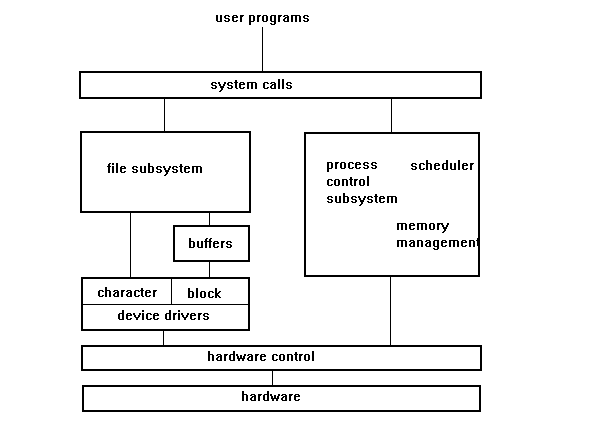 user programs
system calls
file subsystem
process
control
subsystem
scheduler
memory
management
buffers
character
block
device drivers
hardware control
hardware